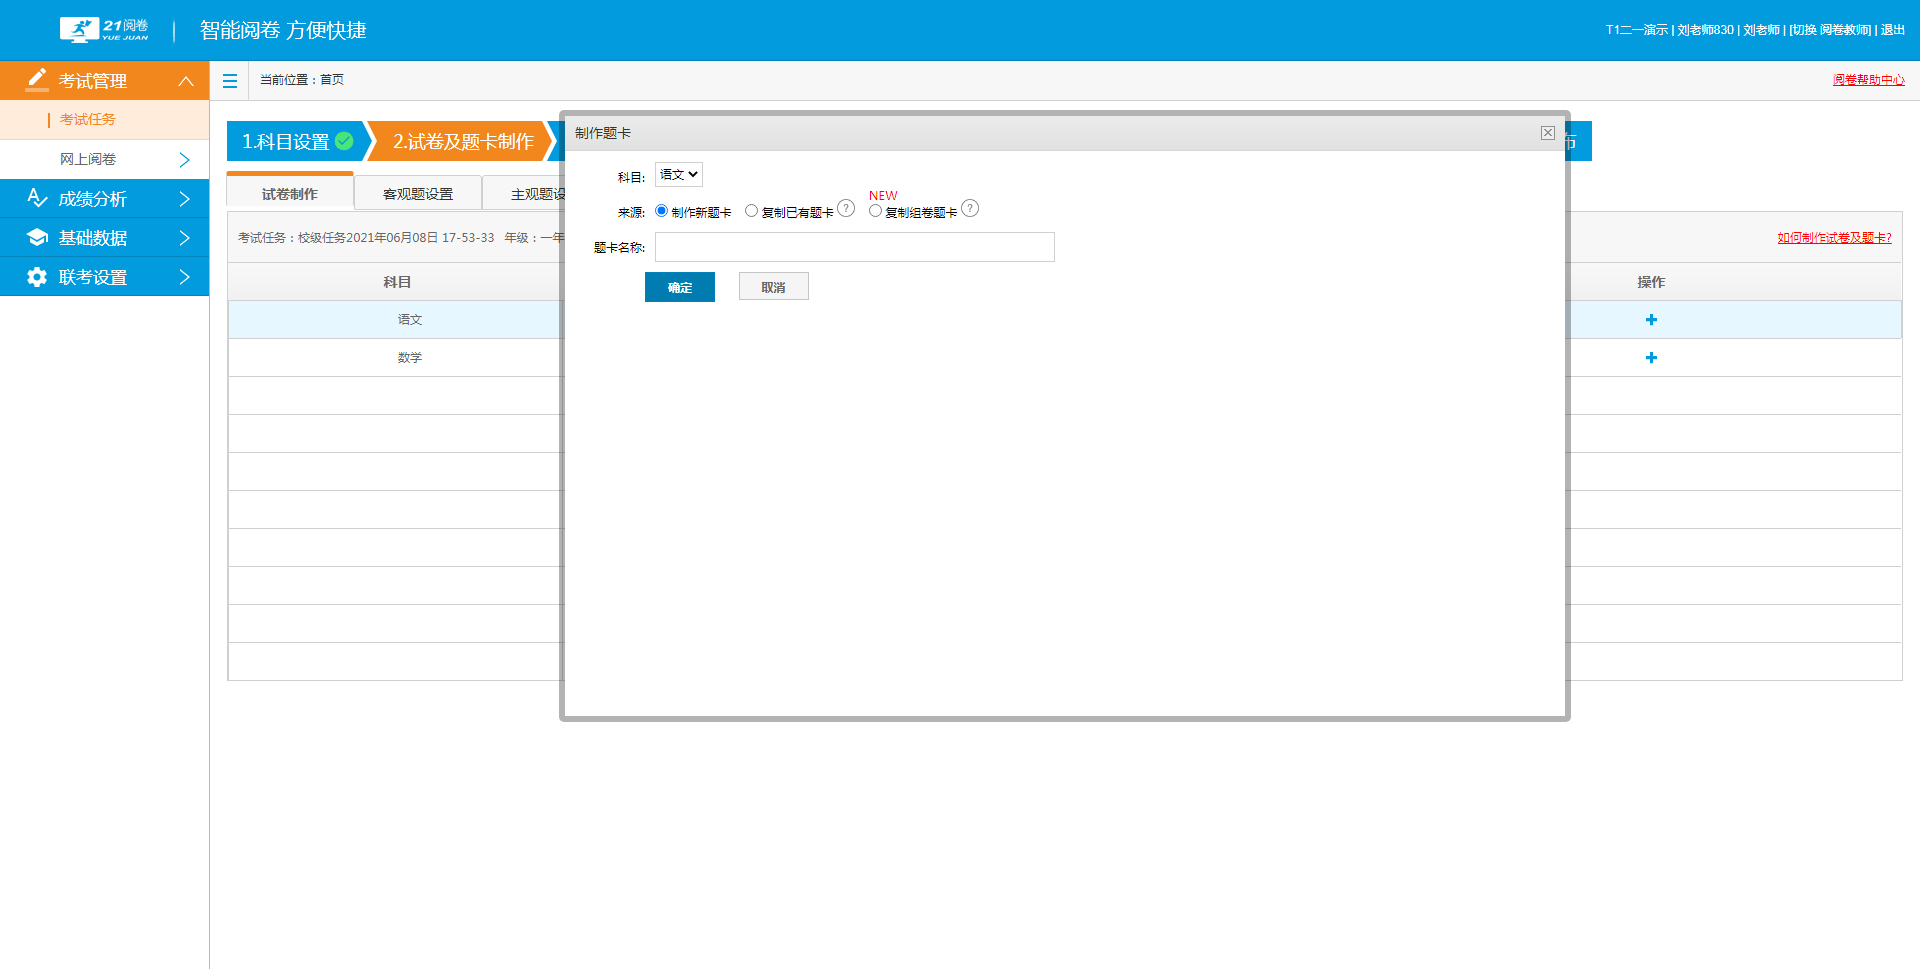 21阅卷
YUE JUAN
智能阅卷 方便快捷
T1二一演示 | 刘老师830 | 刘老师 | [切换 阅卷教师] | 退出
考试管理
考试任务
网上阅卷
成绩分析
基础数据
联考设置
当前位置：首页
阅卷帮助中心
1.科目设置
2.试卷及题卡制作
布
试卷制作
客观题设置
主观题设
考试任务：校级任务2021年06月08日 17-53-33 年级：一年
如何制作试卷及题卡?
科目
操作
语文
数学
制作题卡
科目:
语文
来源:
制作新题卡
复制已有题卡
?
NEW
复制组卷题卡
?
题卡名称:
确定
取消